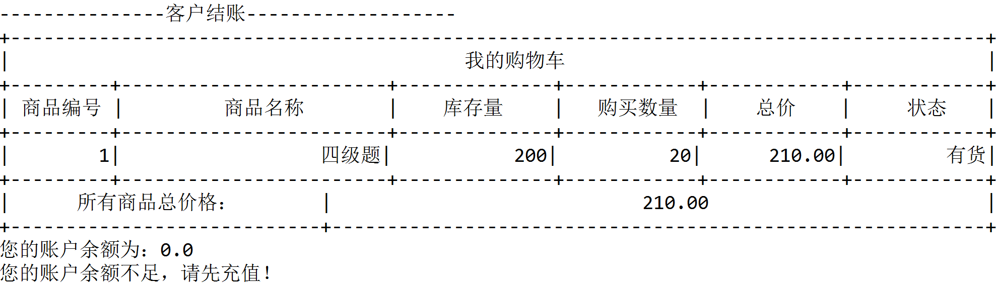 ---------------客户结账-------------------
+----------------------------------------------------------------------------------------+
| 我的购物车 |
+---------+------------------------+--------------+------------+------------+------------+
| 商品编号 | 商品名称 | 库存量 | 购买数量 | 总价 | 状态 |
+---------+------------------------+--------------+------------+------------+------------+
| 1| 四级题| 200| 20| 210.00| 有货|
+---------+------------------------+--------------+------------+------------+------------+
| 所有商品总价格: | 210.00 |
+----------------------------+-----------------------------------------------------------+
您的账户余额为：0.0
您的账户余额不足，请先充值！